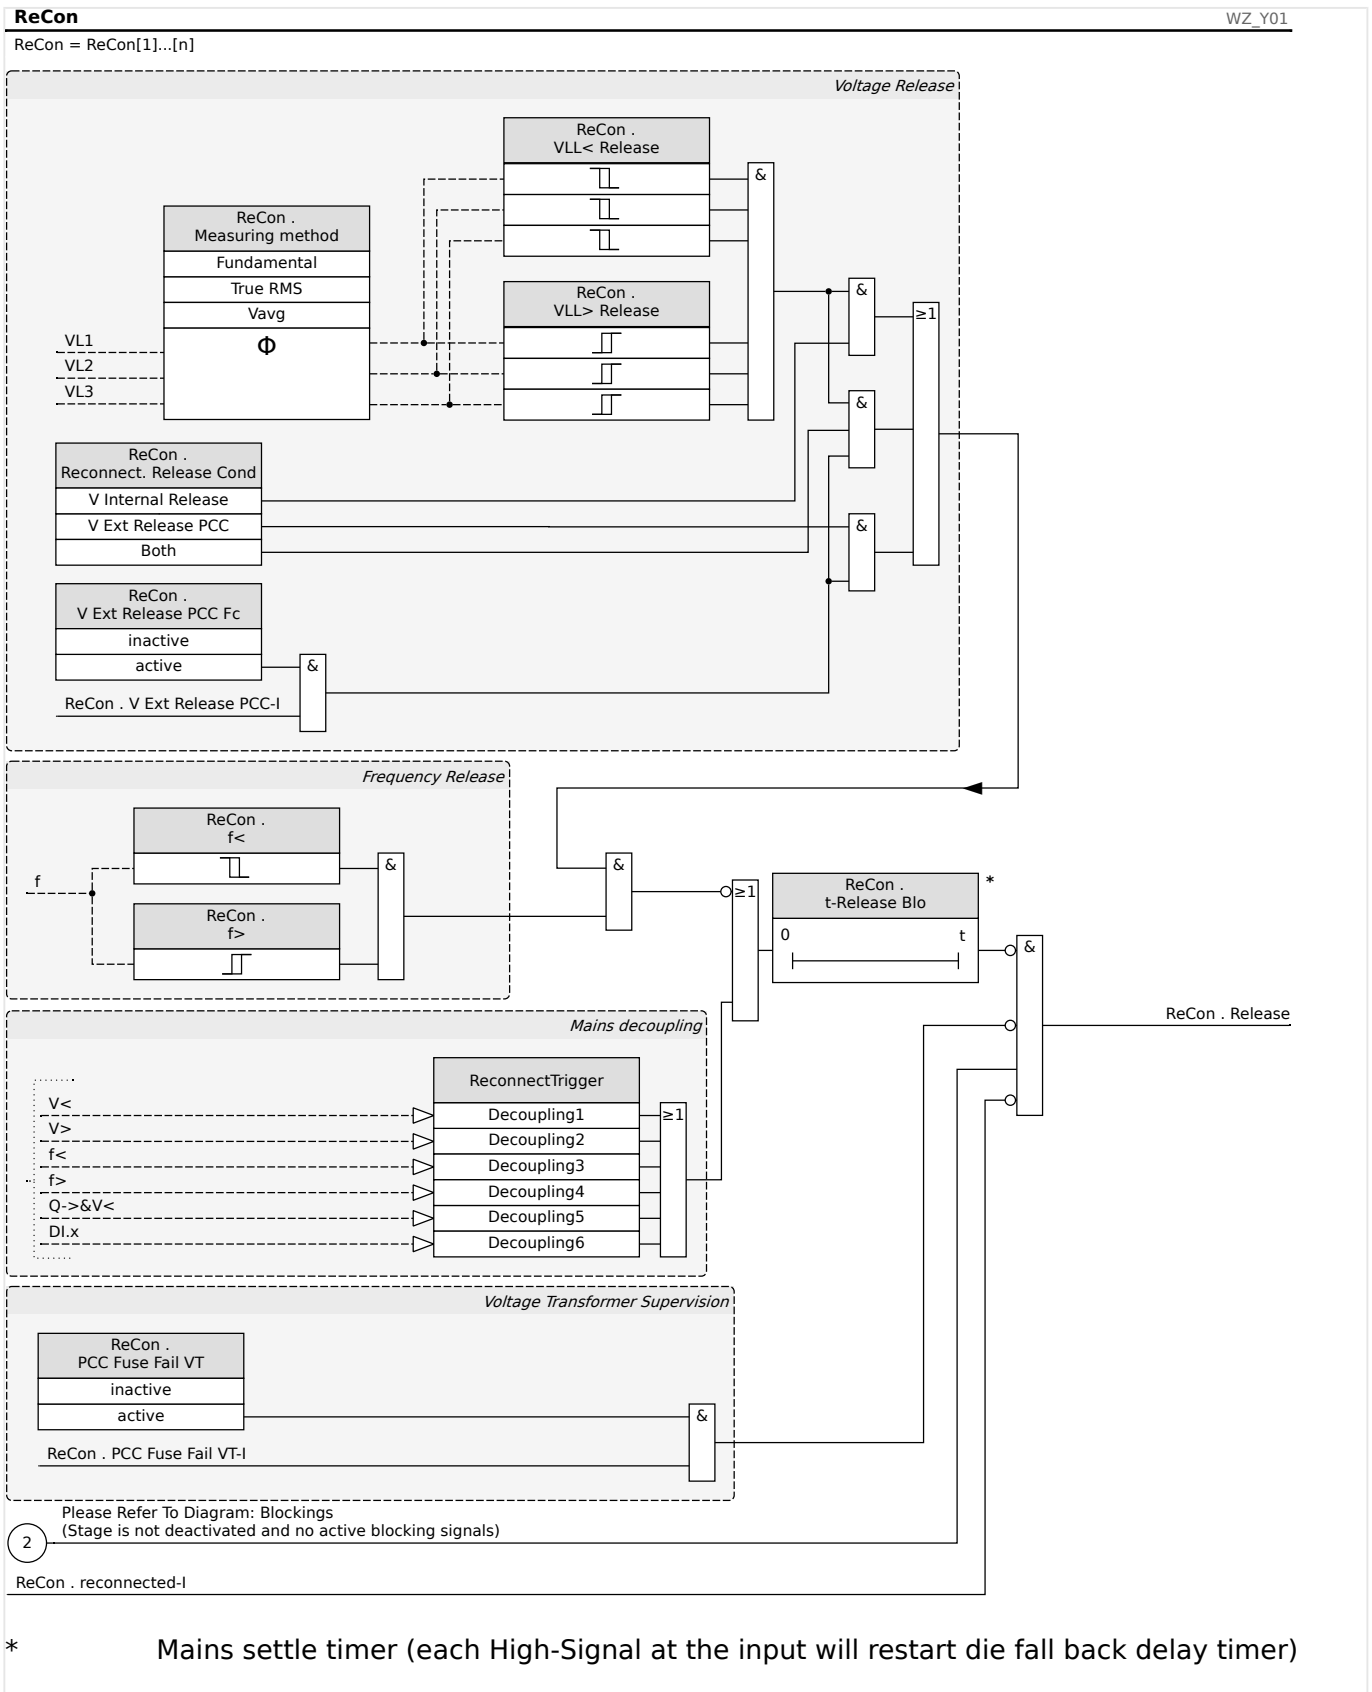 ReCon
WZ_Y01
ReCon = ReCon[1]...[n]
Voltage Release
ReCon .
VLL< Release
&
ReCon .
Measuring method
Fundamental
True RMS
Vavg
Φ
VL1
VL2
VL3
ReCon .
VLL> Release
&
≥1
&
ReCon .
Reconnect. Release Cond
V Internal Release
V Ext Release PCC
Both
&
ReCon .
V Ext Release PCC Fc
inactive
active
&
ReCon . V Ext Release PCC-I
Frequency Release
ReCon .
f<
f
ReCon .
f>
&
&
≥1
ReCon .
t-Release Blo
*
0 t
&
ReCon . Release
Mains decoupling
ReconnectTrigger
V<
Decoupling1
≥1
V>
Decoupling2
f<
Decoupling3
f>
Decoupling4
Q->&V<
Decoupling5
DI.x
Decoupling6
Voltage Transformer Supervision
ReCon .
PCC Fuse Fail VT
inactive
active
&
ReCon . PCC Fuse Fail VT-I
Please Refer To Diagram: Blockings
(Stage is not deactivated and no active blocking signals)
2
ReCon . reconnected-I
* Mains settle timer (each High-Signal at the input will restart die fall back delay timer)